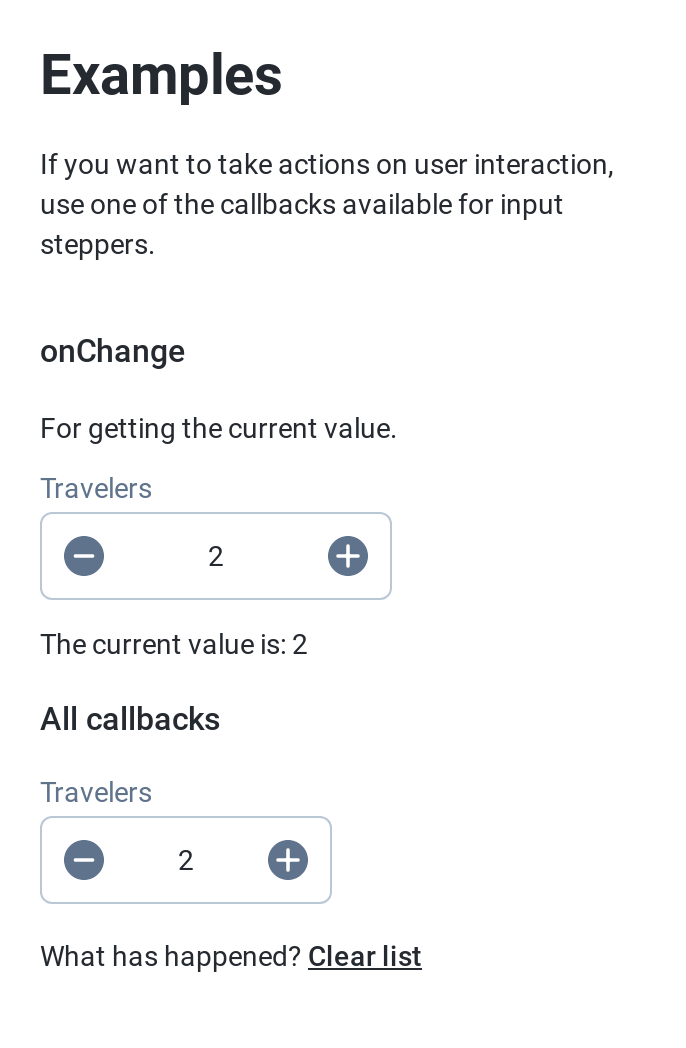 Examples
If you want to take actions on user interaction,
use one of the callbacks available for input
steppers.
onChange
For getting the current value.
Travelers
2
The current value is: 2
All callbacks
Travelers
2
What has happened? Clear list